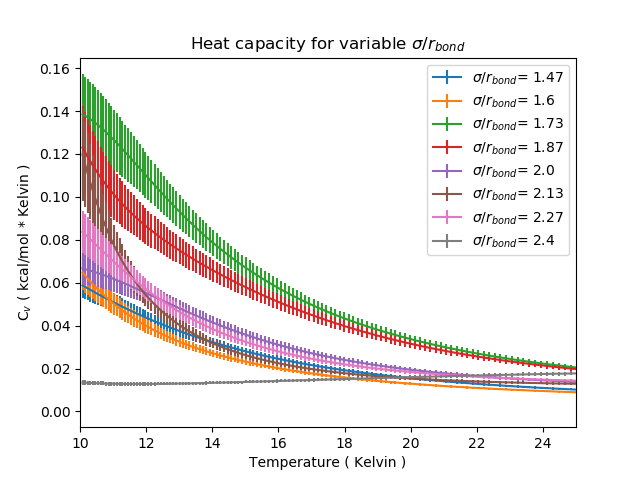 Heat capacity for variable σ/r_bond
0.16
0.14
0.12
0.10
0.08
0.06
0.04
0.02
0.00
C_v ( kcal/mol * Kelvin )
σ/r_bond= 1.47
σ/r_bond= 1.6
σ/r_bond= 1.73
σ/r_bond= 1.87
σ/r_bond= 2.0
σ/r_bond= 2.13
σ/r_bond= 2.27
σ/r_bond= 2.4
10 12 14 16 18 20 22 24
Temperature ( Kelvin )